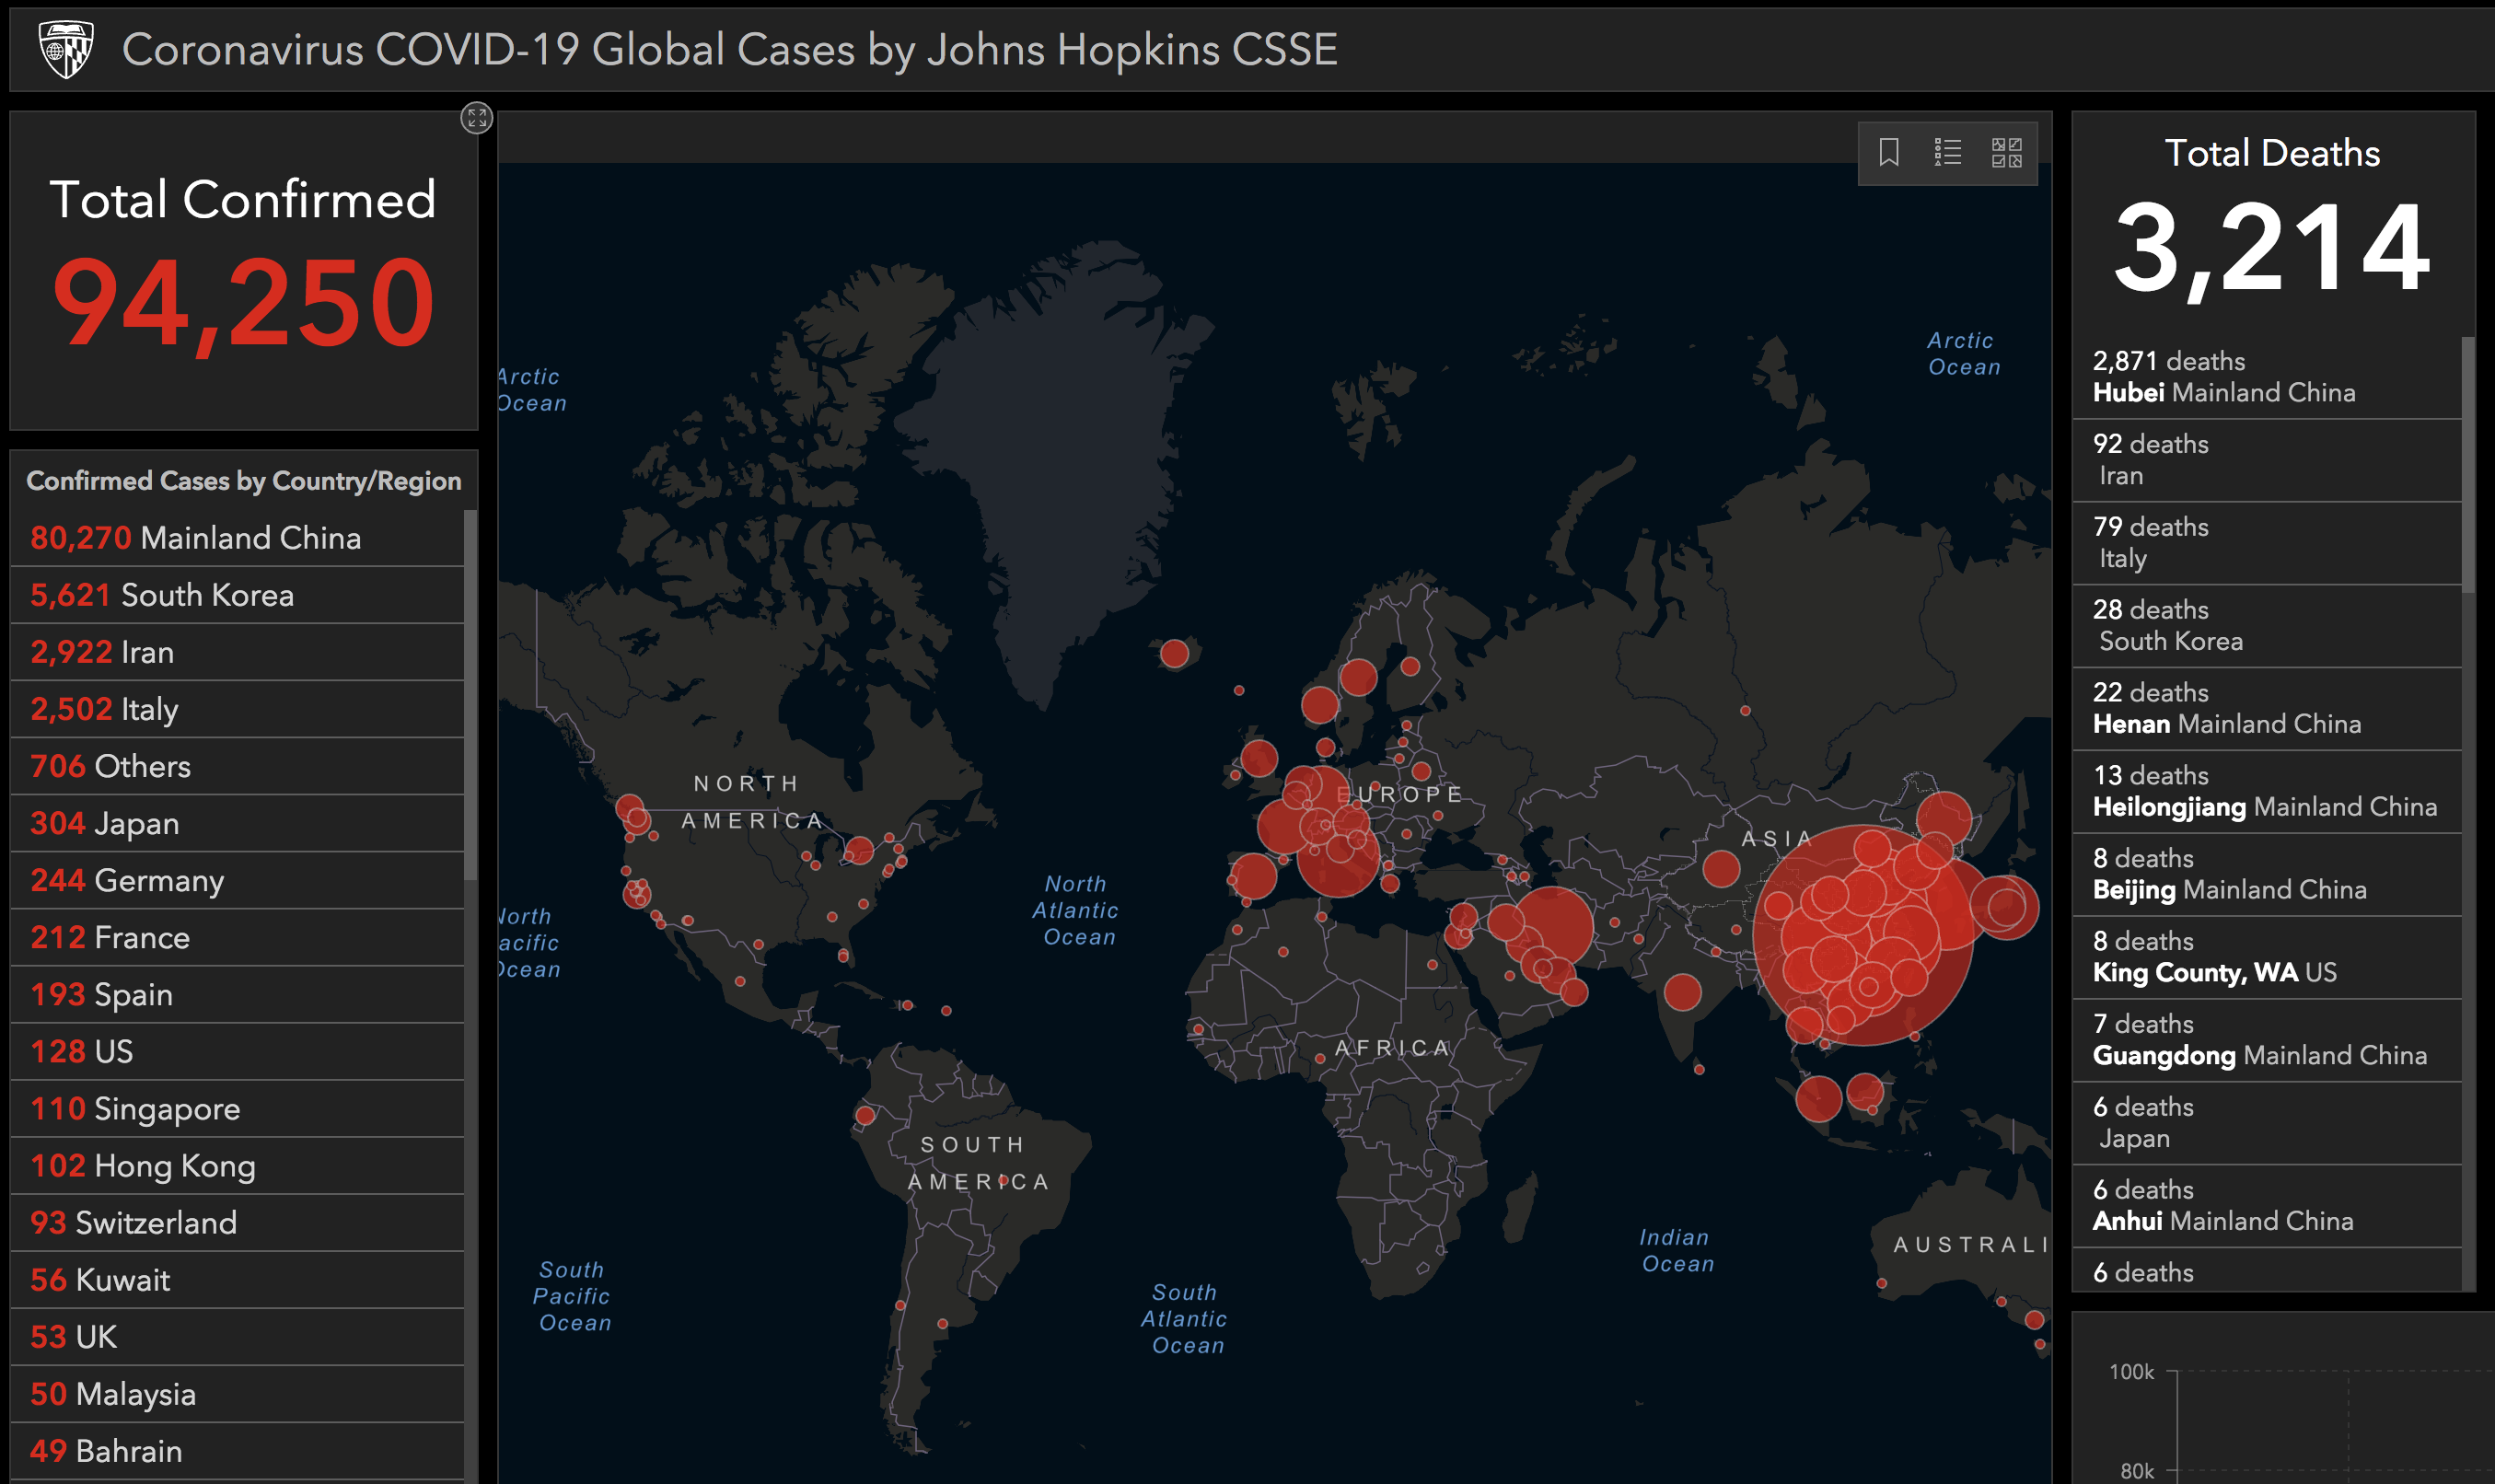 Coronavirus COVID-19 Global Cases by Johns Hopkins CSSE
Total Confirmed
94,250
Confirmed Cases by Country/Region
80,270 Mainland China
5,621 South Korea
2,922 Iran
2,502 Italy
706 Others
304 Japan
244 Germany
212 France
193 Spain
128 US
110 Singapore
102 Hong Kong
93 Switzerland
56 Kuwait
53 UK
50 Malaysia
49 Bahrain
Arctic
Ocean
Arctic
Ocean
NORTH
AMERICA
EUROPE
ASIA
North
Atlantic
Ocean
North
acific
Ocean
AFRICA
SOUTH
AMERICA
South
Pacific
Ocean
South
Atlantic
Ocean
Indian
Ocean
AUSTRALI
Total Deaths
3,214
2,871 deaths
Hubei Mainland China
92 deaths
Iran
79 deaths
Italy
28 deaths
South Korea
22 deaths
Henan Mainland China
13 deaths
Heilongjiang Mainland China
8 deaths
Beijing Mainland China
8 deaths
King County, WA US
7 deaths
Guangdong Mainland China
6 deaths
Japan
6 deaths
Anhui Mainland China
6 deaths
100k
80k